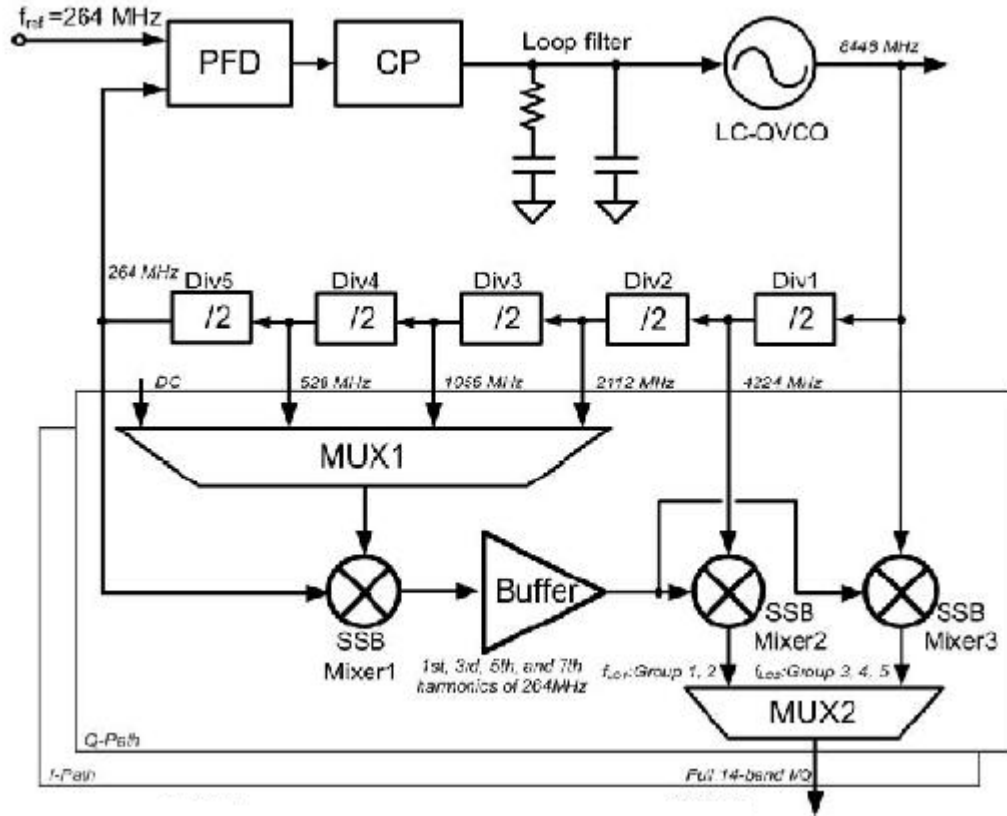 fref =264 MHz
PFD
CP
Loop filter
8448 MHz
LC-QVCO
264 MHz
Div5
Div4
Div3
Div2
Div1
/2
/2
/2
/2
/2
DC
528 MHz
1056 MHz
2112 MHz
4224 MHz
MUX1
Buffer
SSB
Mixer1
SSB
Mixer2
SSB
Mixer3
1st, 3rd, 5th, and 7th
harmonics of 264MHz
:Group 1, 2
:Group 3, 4, 5
MUX2
Q-Path
I-Path
Full 14-band I/Q